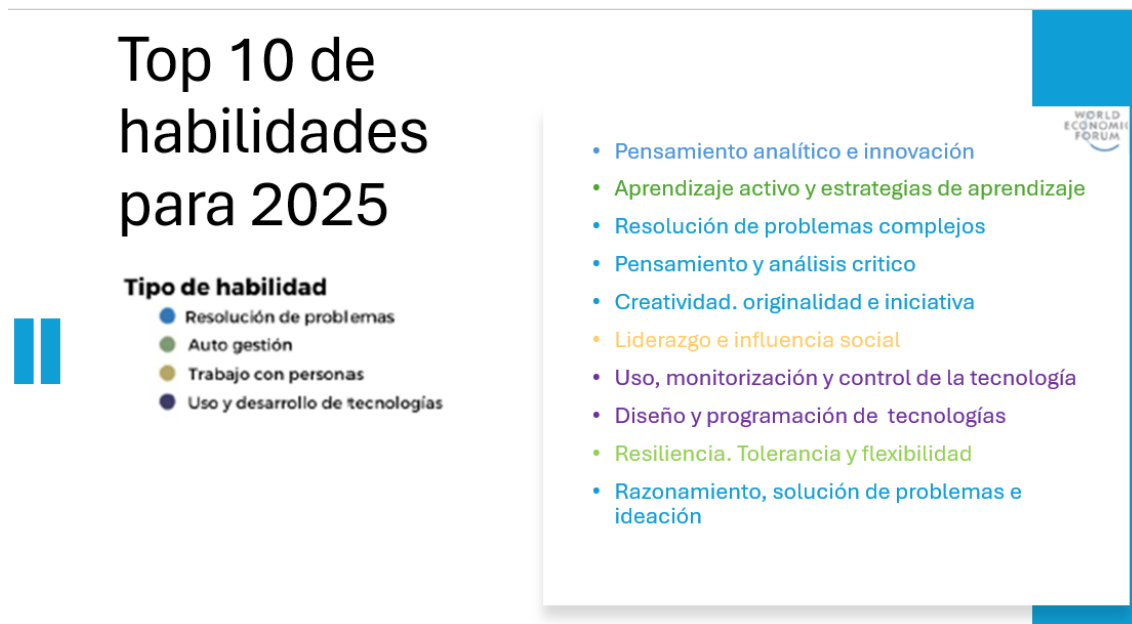 Top 10 de
habilidades
para 2025
Tipo de habilidad
Resolución de problemas
Auto gestión
Trabajo con personas
Uso y desarrollo de tecnologías
WORLD
ECONOMIC
FORUM
• Pensamiento analítico e innovación
• Aprendizaje activo y estrategias de aprendizaje
• Resolución de problemas complejos
• Pensamiento y análisis critico
• Creatividad. originalidad e iniciativa
• Liderazgo e influencia social
• Uso, monitorización y control de la tecnología
• Diseño y programación de tecnologías
• Resiliencia. Tolerancia y flexibilidad
• Razonamiento, solución de problemas e
ideación